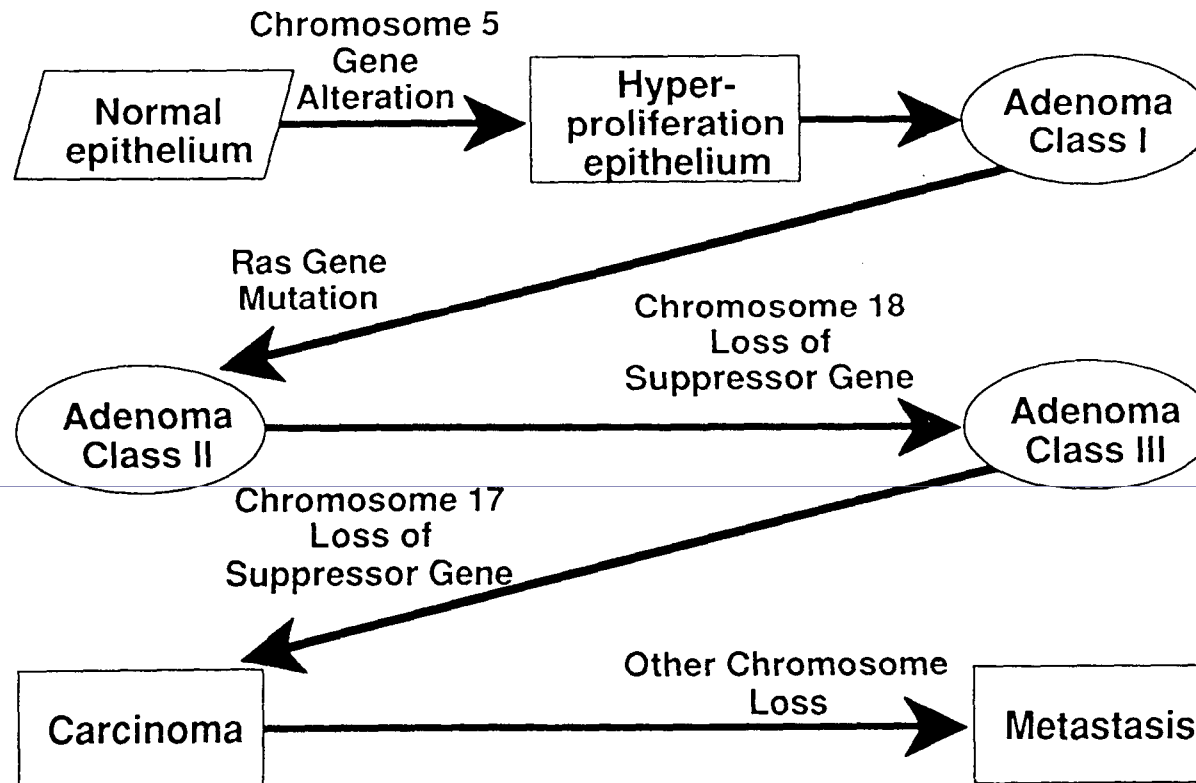 Chromosome 5
Gene
Alteration
Normal
epithelium
Hyper-
proliferation
epithelium
Adenoma
Class I
Ras Gene
Mutation
Chromosome 18
Loss of
Suppressor Gene
Adenoma
Class II
Adenoma
Class III
Chromosome 17
Loss of
Suppressor Gene
Carcinoma
Other Chromosome
Loss
Metastasis